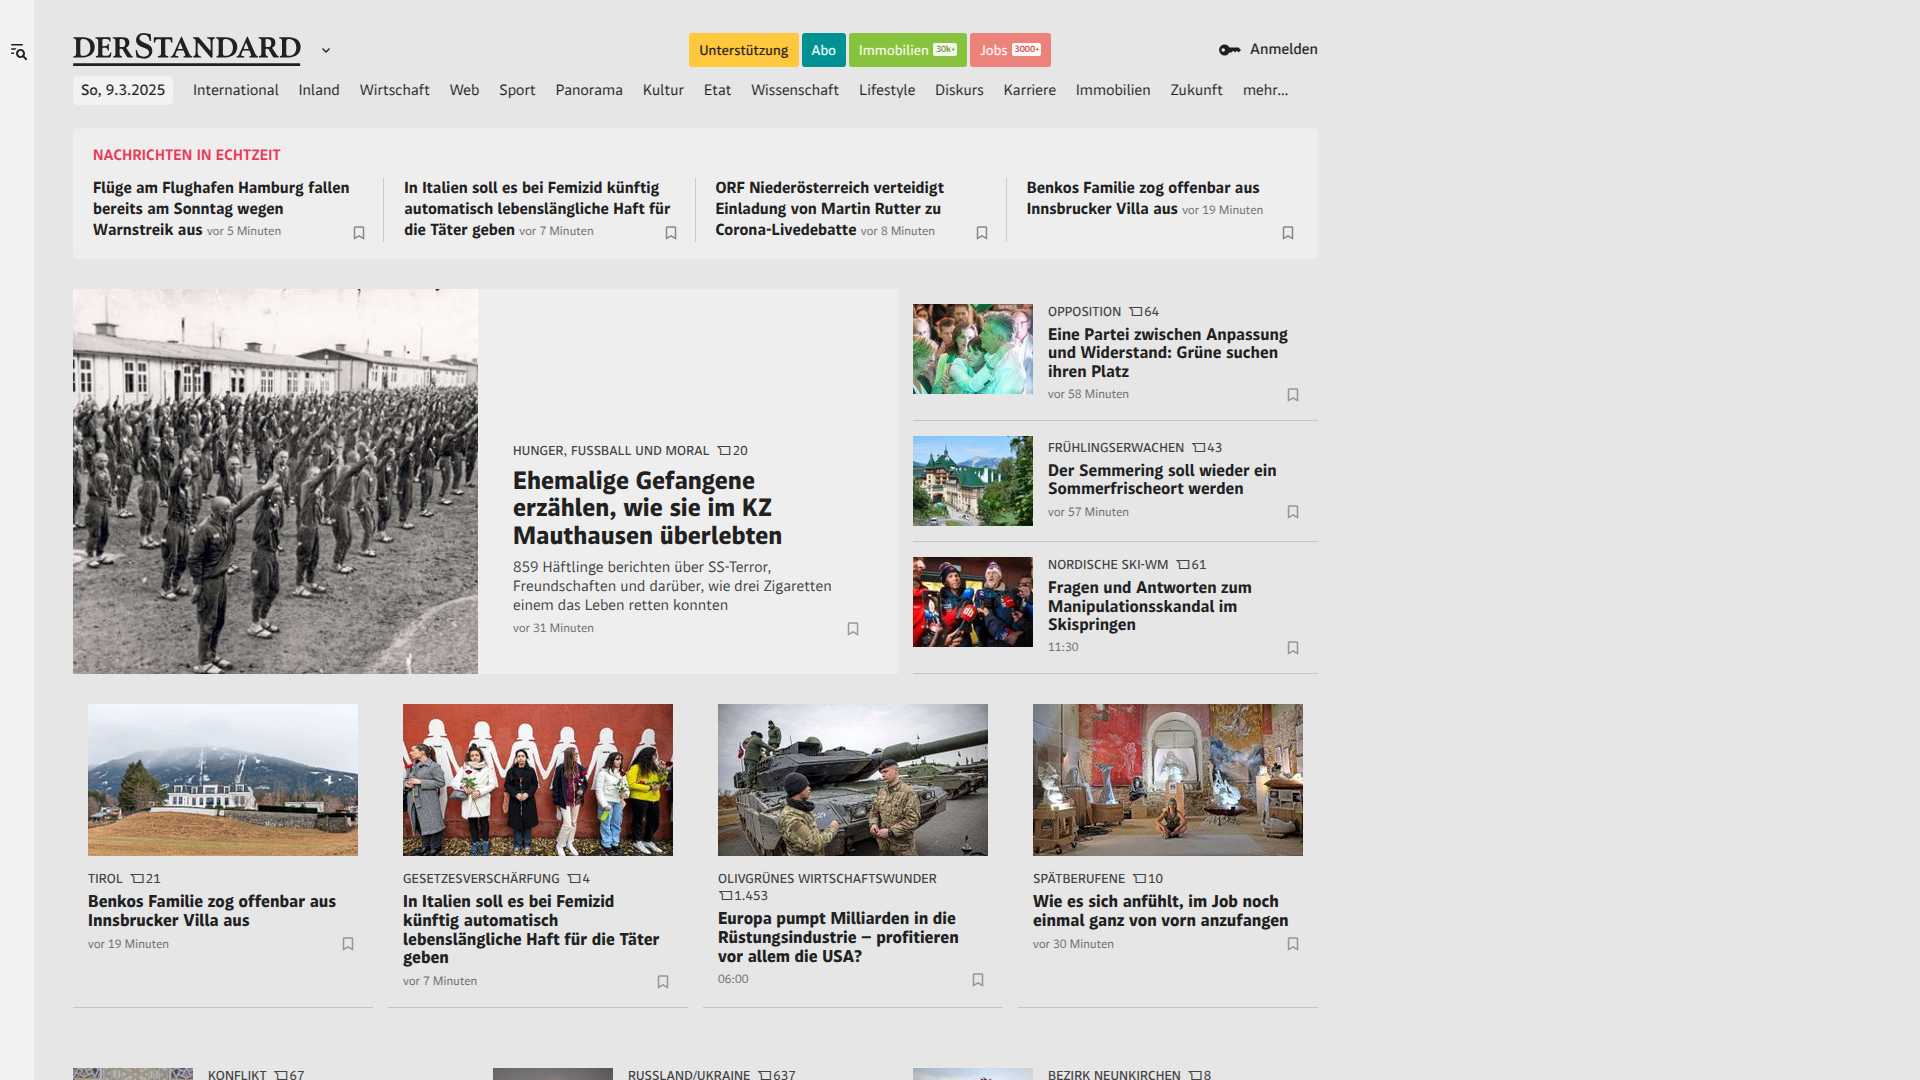 DERSTANDARD
Unterstützung
Abo
Immobilien 30k+
Jobs 3000+
Anmelden
So, 9.3.2025
International
Inland
Wirtschaft
Web
Sport
Panorama
Kultur
Etat
Wissenschaft
Lifestyle
Diskurs
Karriere
Immobilien
Zukunft
mehr...
NACHRICHTEN IN ECHTZEIT
Flüge am Flughafen Hamburg fallen
bereits am Sonntag wegen
Warnstreik aus vor 5 Minuten
In Italien soll es bei Femizid künftig
automatisch lebenslängliche Haft für
die Täter geben vor 7 Minuten
ORF Niederösterreich verteidigt
Einladung von Martin Rutter zu
Corona-Livedebatte vor 8 Minuten
Benkos Familie zog offenbar aus
Innsbrucker Villa aus vor 19 Minuten
HUNGER, FUSSBALL UND MORAL 20
Ehemalige Gefangene
erzählen, wie sie im KZ
Mauthausen überlebten
859 Häftlinge berichten über SS-Terror,
Freundschaften und darüber, wie drei Zigaretten
einem das Leben retten konnten
vor 31 Minuten
OPPOSITION 64
Eine Partei zwischen Anpassung
und Widerstand: Grüne suchen
ihren Platz
vor 58 Minuten
FRÜHLINGSERWACHEN 43
Der Semmering soll wieder ein
Sommerfrischeort werden
vor 57 Minuten
NORDISCHE SKI-WM 61
Fragen und Antworten zum
Manipulationsskandal im
Skispringen
11:30
TIROL 21
Benkos Familie zog offenbar aus
Innsbrucker Villa aus
vor 19 Minuten
GESETZESVERSCHÄRFUNG 4
In Italien soll es bei Femizid
künftig automatisch
lebenslängliche Haft für die Täter
geben
vor 7 Minuten
OLIVGRÜNES WIRTSCHAFTSWUNDER
1.453
Europa pumpt Milliarden in die
Rüstungsindustrie – profitieren
vor allem die USA?
06:00
SPÄTBERUFENE 10
Wie es sich anfühlt, im Job noch
einmal ganz von vorn anzufangen
vor 30 Minuten
KONFLIKT 67
RUSSLAND/UKRAINE 637
BEZIRK NEUNKIRCHEN 8